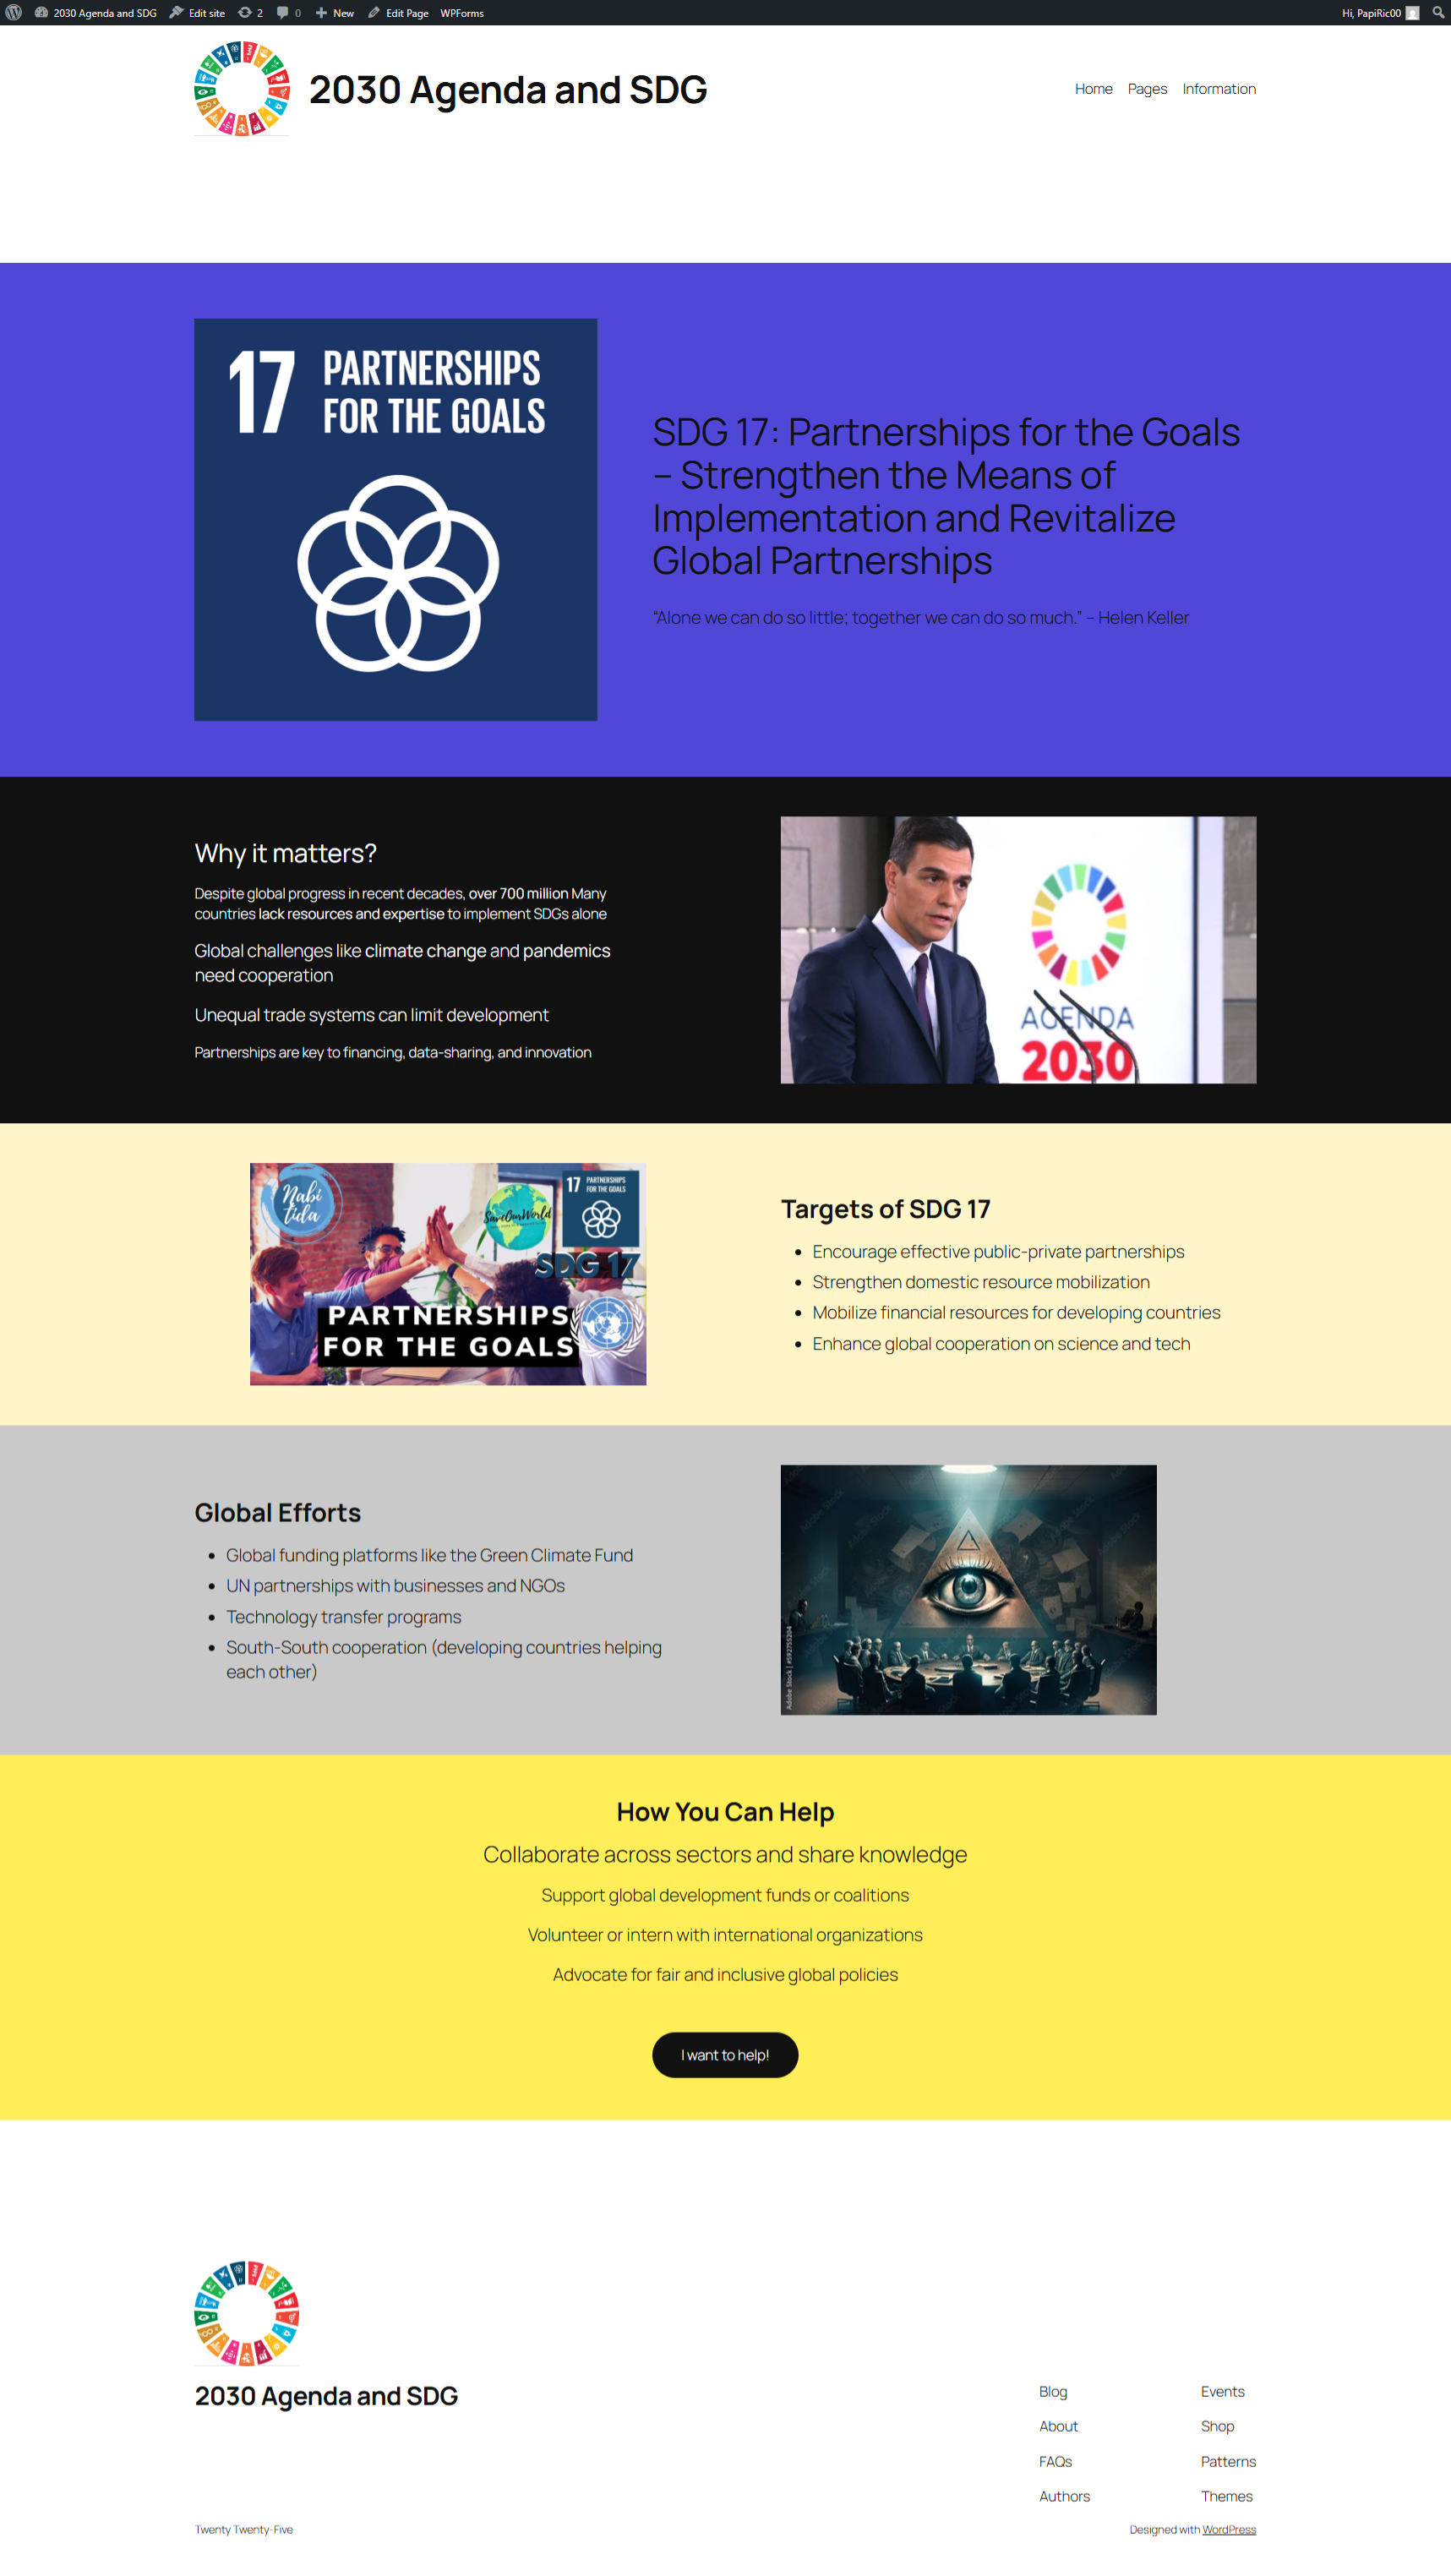 2030 Agenda and SDG Edit site 2 0 New Edit Page WPForms Hi, PapiRic00
2030 Agenda and SDG
Home Pages Information
17 PARTNERSHIPS
FOR THE GOALS
SDG 17: Partnerships for the Goals
– Strengthen the Means of
Implementation and Revitalize
Global Partnerships
“Alone we can do so little; together we can do so much.” – Helen Keller
Why it matters?
Despite global progress in recent decades, over 700 million Many
countries lack resources and expertise to implement SDGs alone
Global challenges like climate change and pandemics
need cooperation
Unequal trade systems can limit development
Partnerships are key to financing, data-sharing, and innovation
AGENDA
2030
Nabi
tida
SaveOurWorld
17 PARTNERSHIPS
FOR THE GOALS
SDG 17
PARTNERSHIPS
FOR THE GOALS
Targets of SDG 17
Encourage effective public-private partnerships
Strengthen domestic resource mobilization
Mobilize financial resources for developing countries
Enhance global cooperation on science and tech
Global Efforts
Global funding platforms like the Green Climate Fund
UN partnerships with businesses and NGOs
Technology transfer programs
South-South cooperation (developing countries helping
each other)
Adobe Stock | #592755204
How You Can Help
Collaborate across sectors and share knowledge
Support global development funds or coalitions
Volunteer or intern with international organizations
Advocate for fair and inclusive global policies
I want to help!
2030 Agenda and SDG
Blog
About
FAQs
Authors
Events
Shop
Patterns
Themes
Twenty Twenty-Five
Designed with WordPress